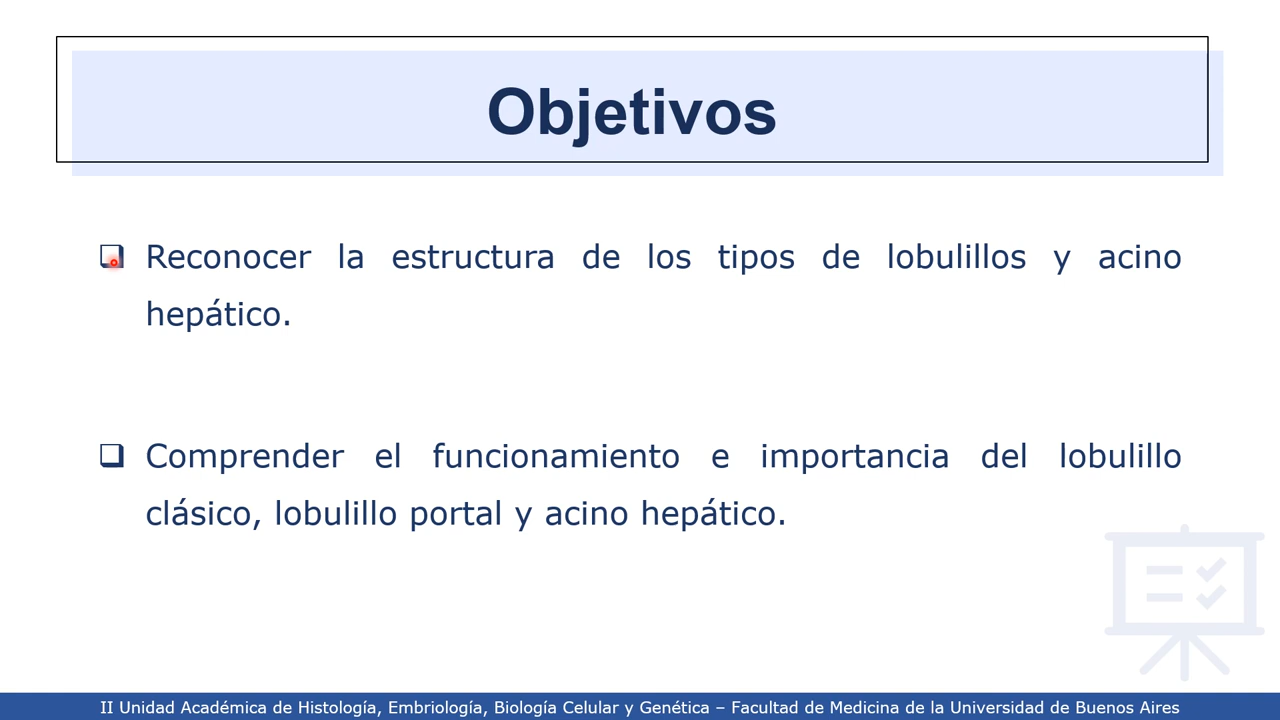 Objetivos
Reconocer la estructura de los tipos de lobulillos y acino
hepático.
Comprender el funcionamiento e importancia del lobulillo
clásico, lobulillo portal y acino hepático.
II Unidad Académica de Histología, Embriología, Biología Celular y Genética – Facultad de Medicina de la Universidad de Buenos Aires